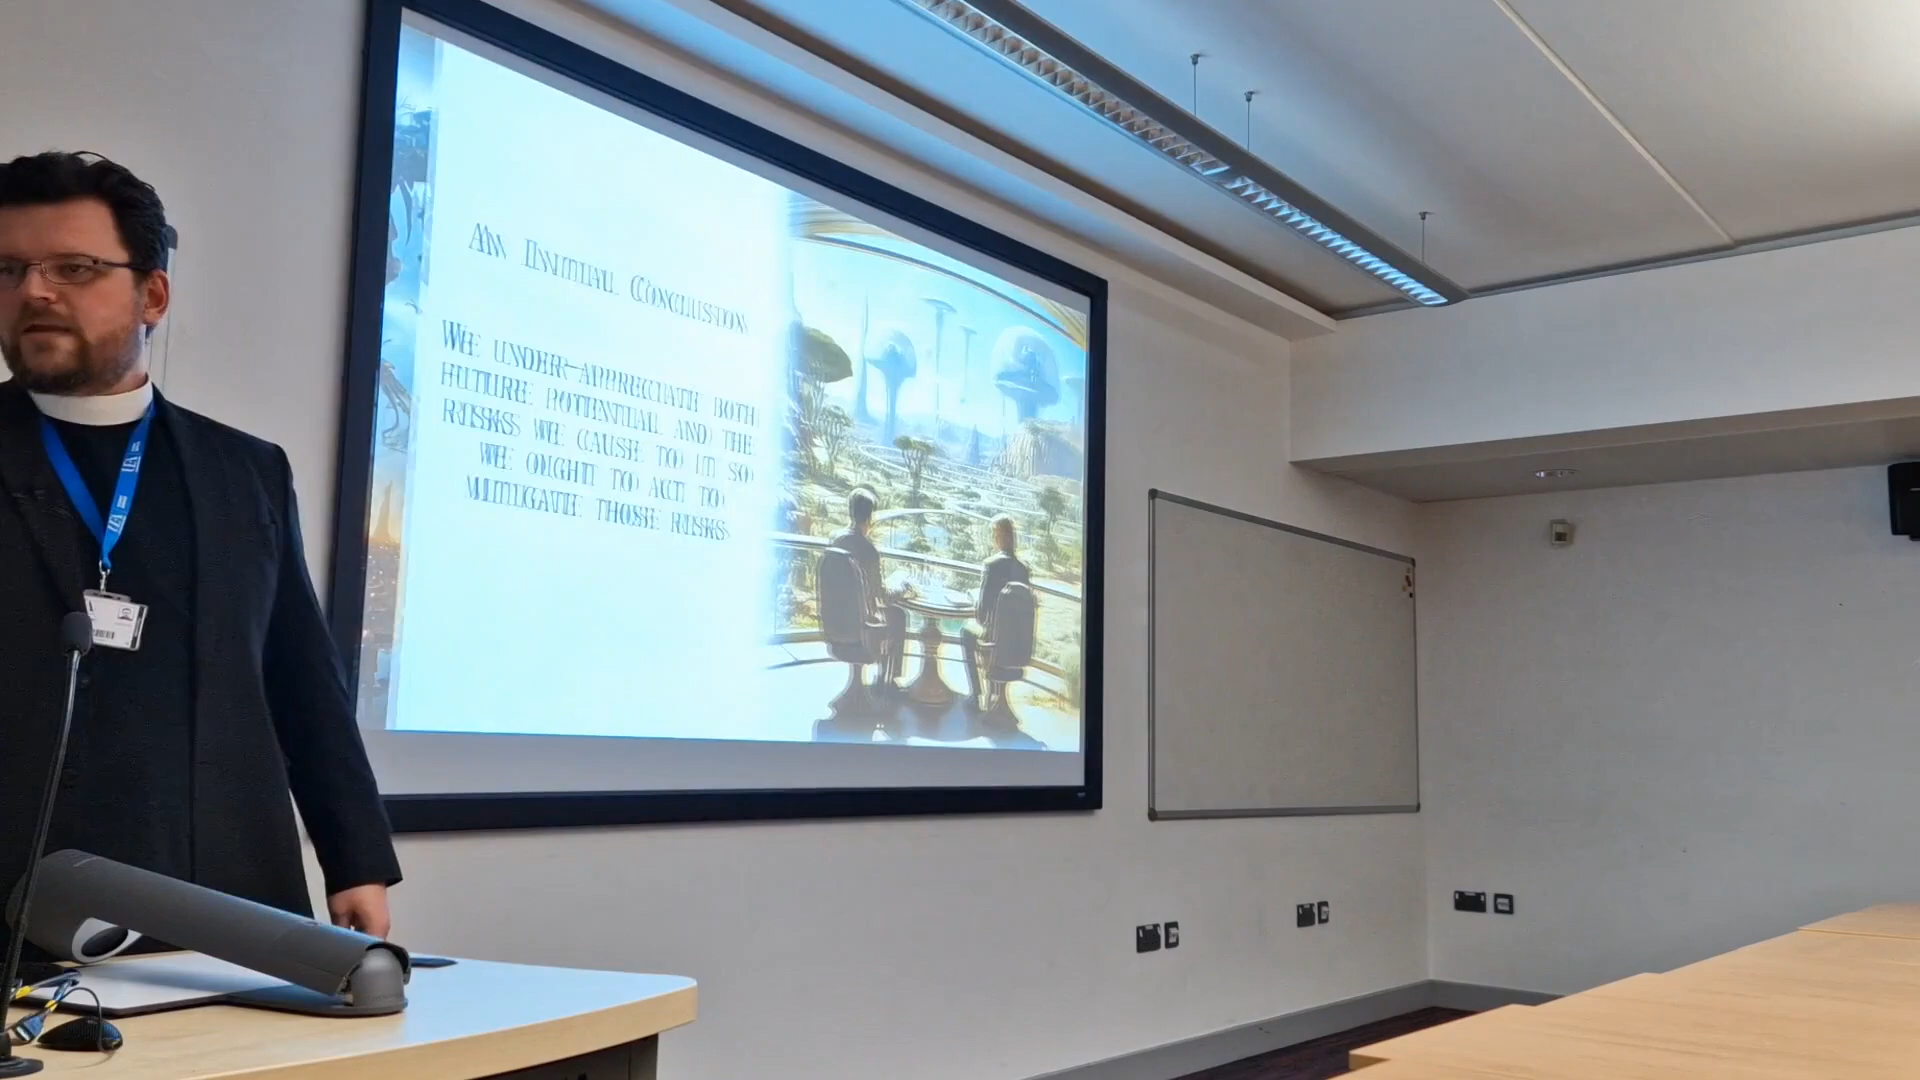 An Initial Conclusion
We under-appreciate both
future potential and the
risks we cause to it so
we ought to act to
mitigate those risks